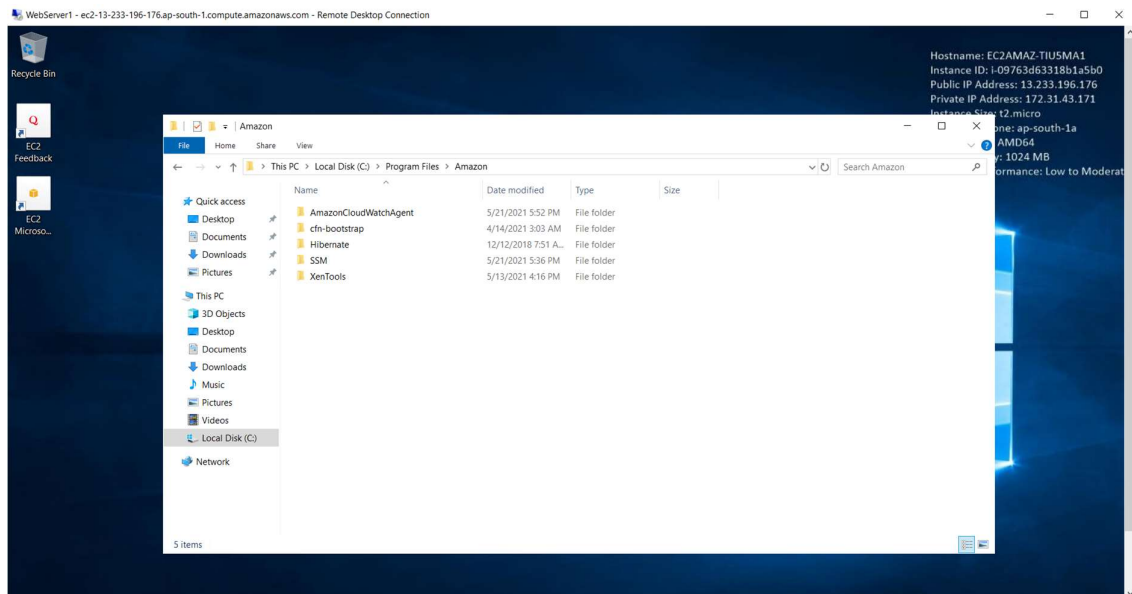 WebServer1 - ec2-13-233-196-176.ap-south-1.compute.amazonaws.com - Remote Desktop Connection
Recycle Bin
Q
EC2
Feedback
EC2
Microso...
Hostname: EC2AMAZ-TIU5MA1
Instance ID: i-09763d63318b1a5b0
Public IP Address: 13.233.196.176
Private IP Address: 172.31.43.171
Instance Size: t2.micro
one: ap-south-1a
AMD64
y: 1024 MB
ormance: Low to Moderat
Amazon
File Home Share View
This PC > Local Disk (C:) > Program Files > Amazon
Search Amazon
Name Date modified Type Size
AmazonCloudWatchAgent 5/21/2021 5:52 PM File folder
cfn-bootstrap 4/14/2021 3:03 AM File folder
Hibernate 12/12/2018 7:51 A... File folder
SSM 5/21/2021 5:36 PM File folder
XenTools 5/13/2021 4:16 PM File folder
Quick access
Desktop
Documents
Downloads
Pictures
This PC
3D Objects
Desktop
Documents
Downloads
Music
Pictures
Videos
Local Disk (C:)
Network
5 items